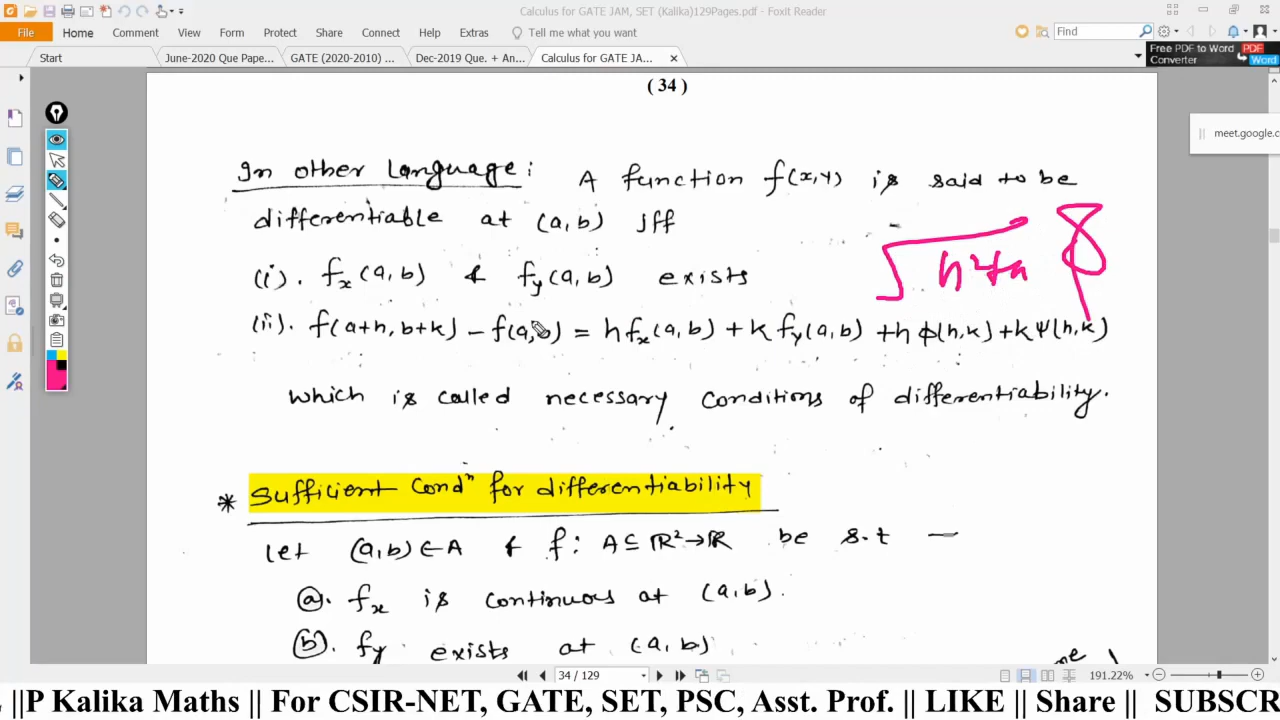 Calculus for GATE JAM, SET (Kalika)129Pages.pdf - Foxit Reader
File Home Comment View Form Protect Share Connect Help Extras Tell me what you want Find
Start June-2020 Que Pape... GATE (2020-2010) ... Dec-2019 Que. + An... Calculus for GATE JA... Free PDF to Word Converter PDF Word
( 34 )
meet.google.c
In other language: A function f(x,y) is said to be
differentiable at (a,b) iff
(i). fx(a,b) & fy(a,b) exists
(ii). f(a+h, b+k) - f(a,b) = h fx(a,b) + k fy(a,b) + h ϕ(h,k) + k ψ(h,k)
which is called necessary conditions of differentiability.
* Sufficient condⁿ for differentiability
Let (a,b) ∈ A & f: A ⊆ ℝ² → ℝ be s.t —
(a). fx is continuous at (a,b).
(b). fy exists at (a,b)
34 / 129 191.22%
||P Kalika Maths || For CSIR-NET, GATE, SET, PSC, Asst. Prof. || LIKE || Share || SUBSCR